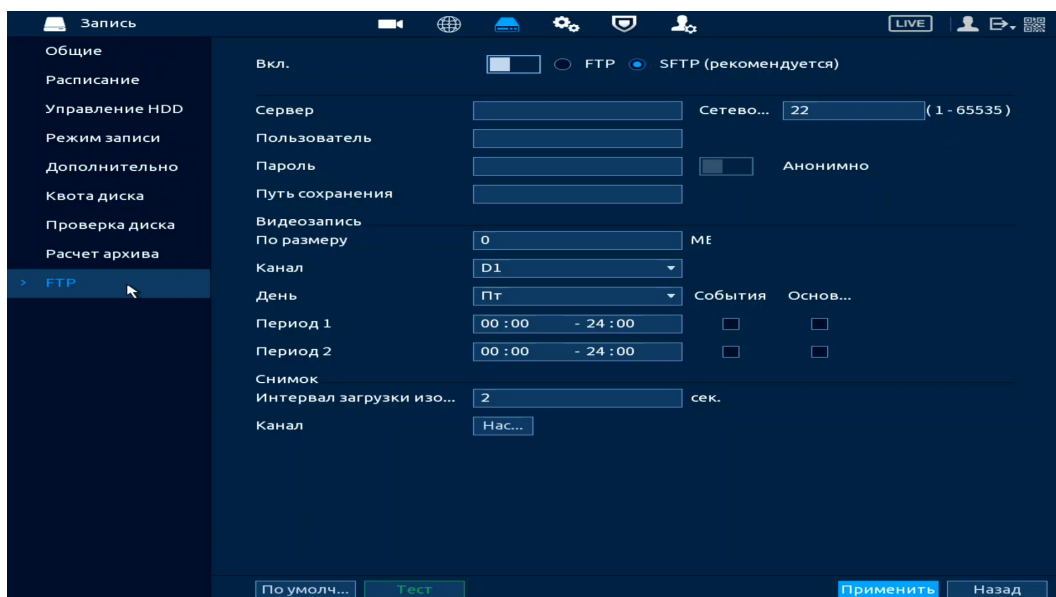 Запись LIVE
Общие
Расписание
Управление HDD
Режим записи
Дополнительно
Квота диска
Проверка диска
Расчет архива
> FTP
Вкл. FTP SFTP (рекомендуется)
Сервер Сетево... 22 (1 - 65535)
Пользователь
Пароль Анонимно
Путь сохранения
Видеозапись
По размеру 0 МБ
Канал D1
День Пт События Основ...
Период 1 00:00 - 24:00
Период 2 00:00 - 24:00
Снимок
Интервал загрузки изо... 2 сек.
Канал Нас...
По умолч... Тест Применить Назад